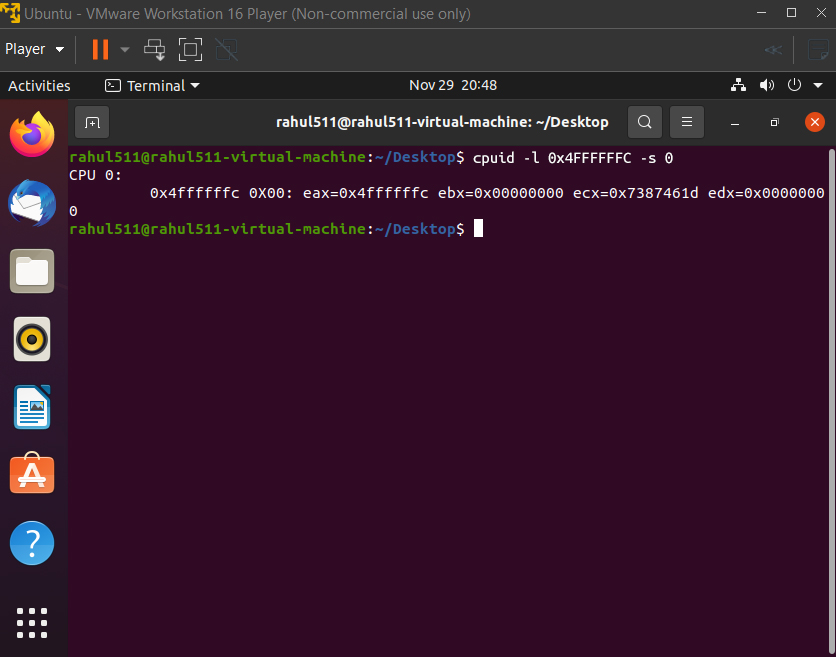 Ubuntu - VMware Workstation 16 Player (Non-commercial use only)
Player
Activities
Terminal
Nov 29 20:48
rahul511@rahul511-virtual-machine: ~/Desktop
rahul511@rahul511-virtual-machine:~/Desktop$ cpuid -l 0x4FFFFFFC -s 0
CPU 0:
0x4ffffffc 0X00: eax=0x4ffffffc ebx=0x00000000 ecx=0x7387461d edx=0x0000000
0
rahul511@rahul511-virtual-machine:~/Desktop$